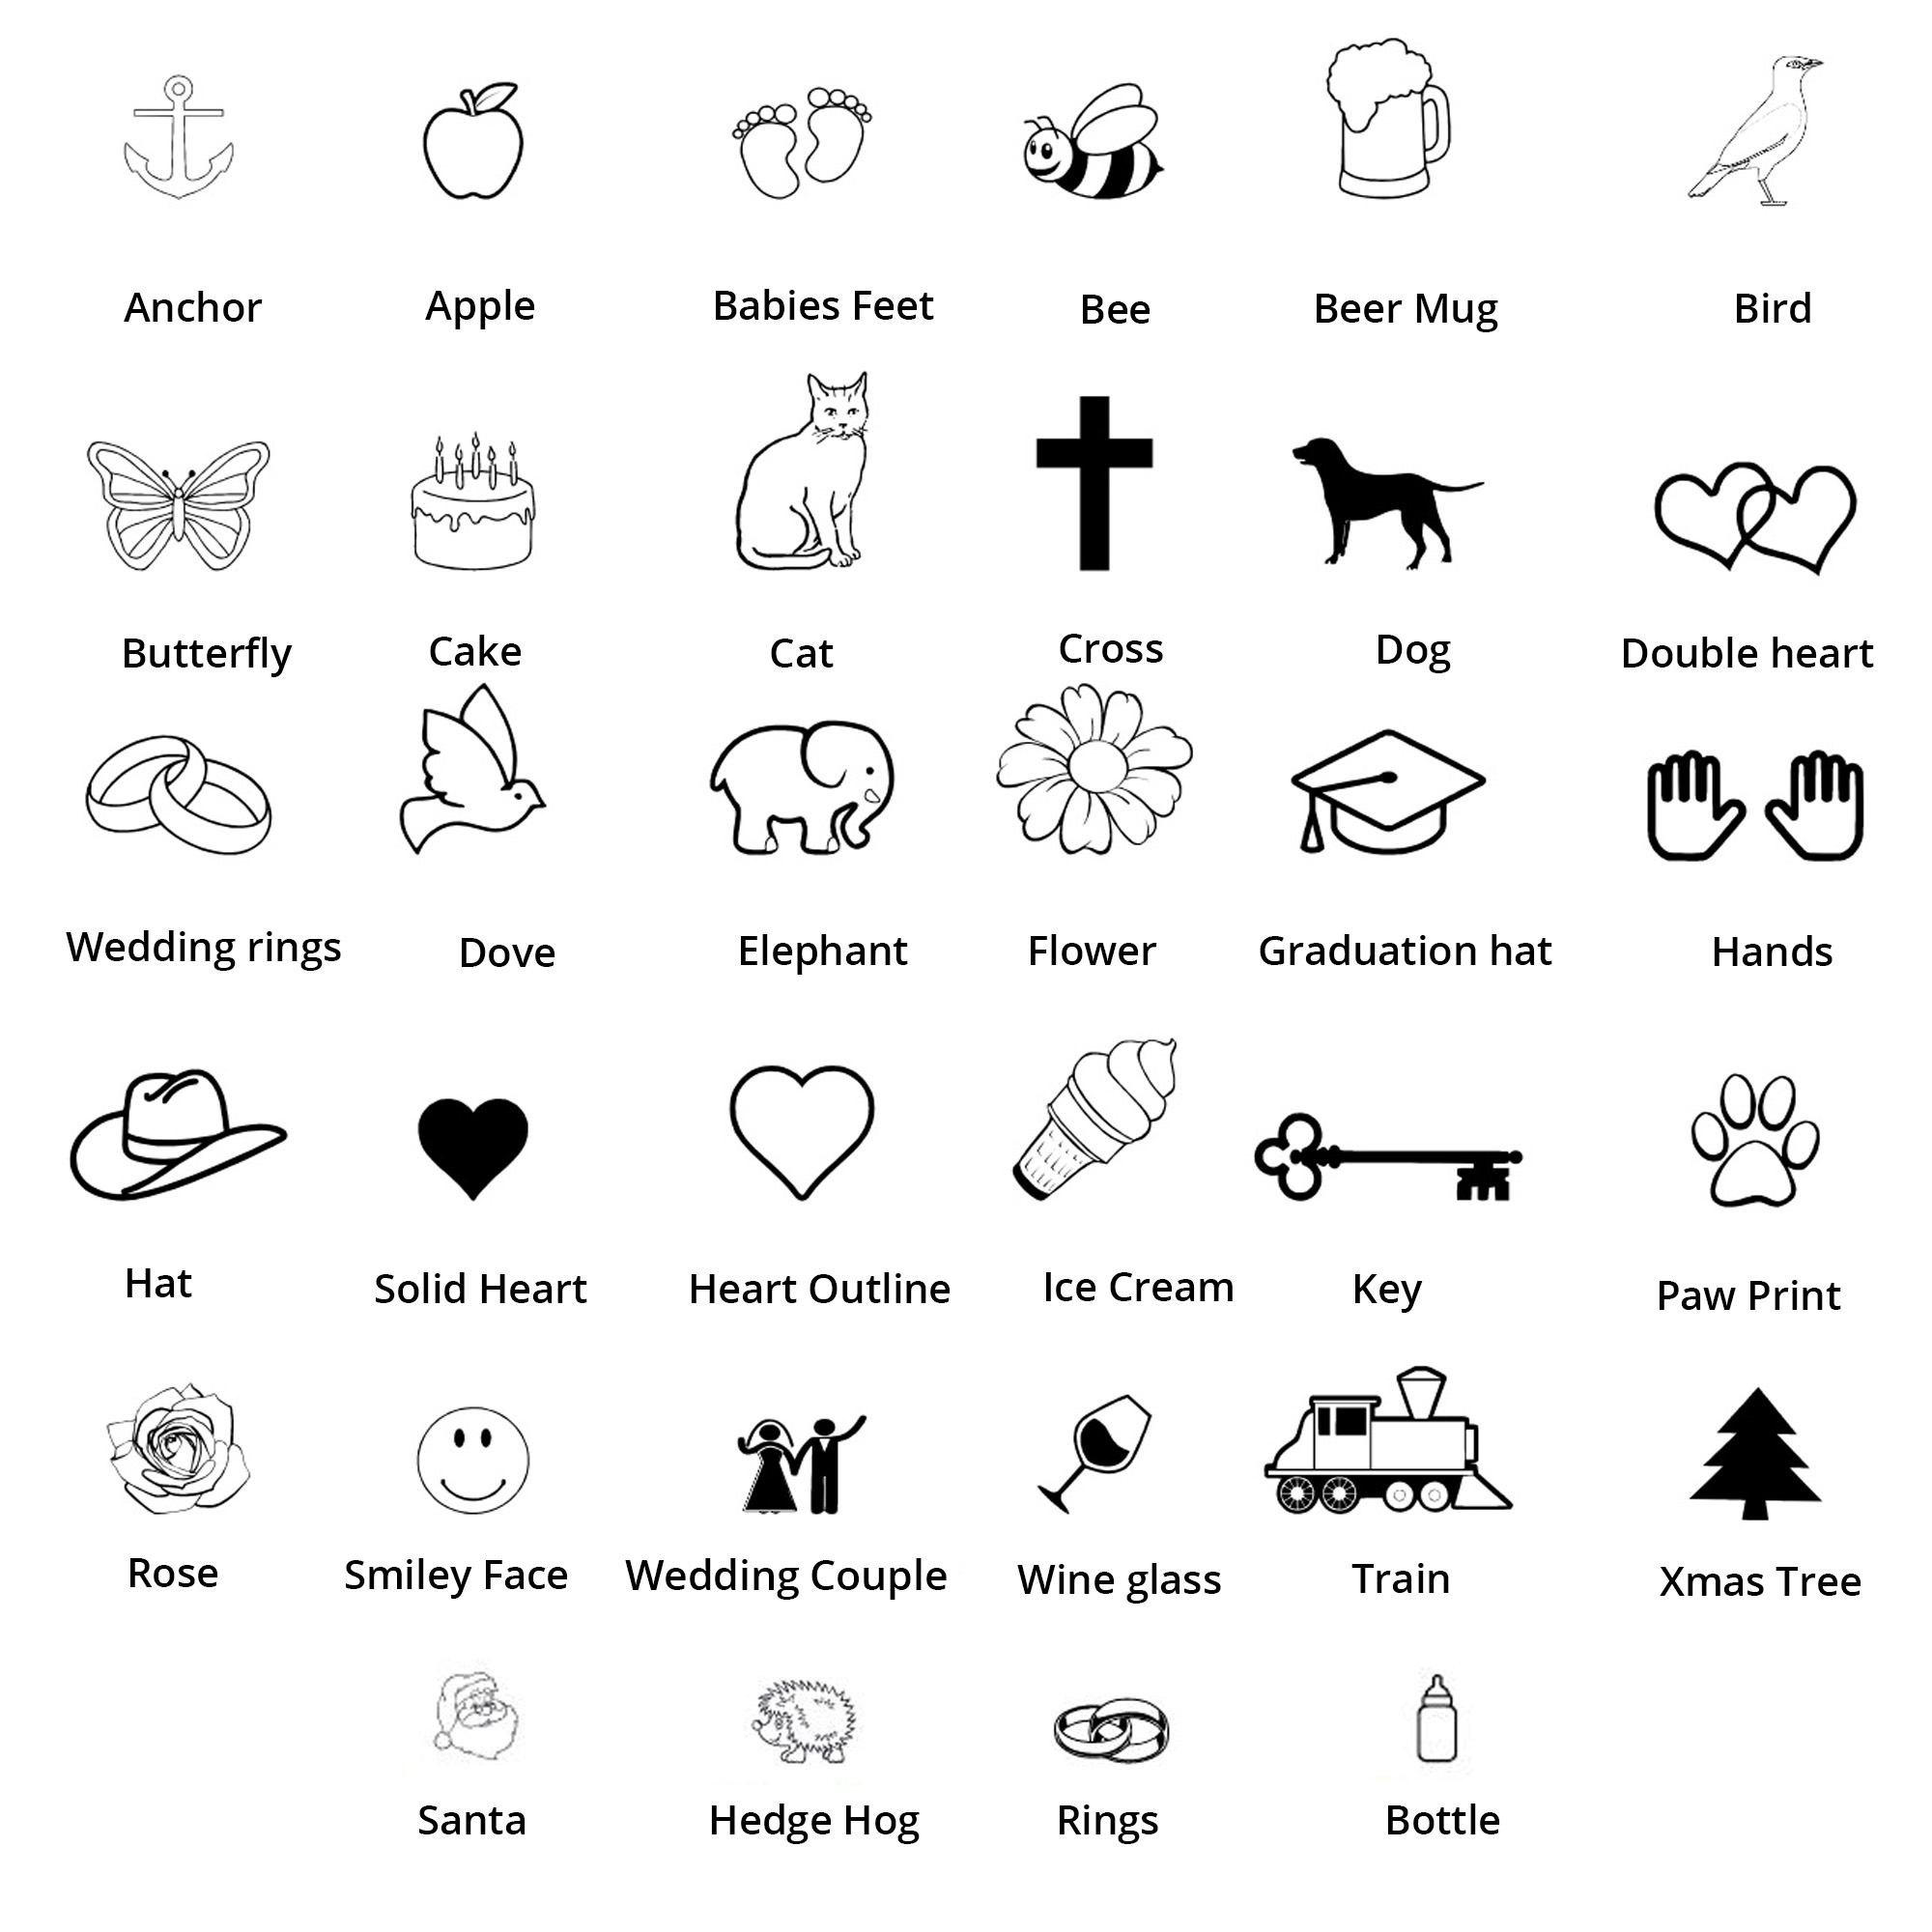 Anchor
Apple
Babies Feet
Bee
Beer Mug
Bird
Butterfly
Cake
Cat
Cross
Dog
Double heart
Wedding rings
Dove
Elephant
Flower
Graduation hat
Hands
Hat
Solid Heart
Heart Outline
Ice Cream
Key
Paw Print
Rose
Smiley Face
Wedding Couple
Wine glass
Train
Xmas Tree
Santa
Hedge Hog
Rings
Bottle